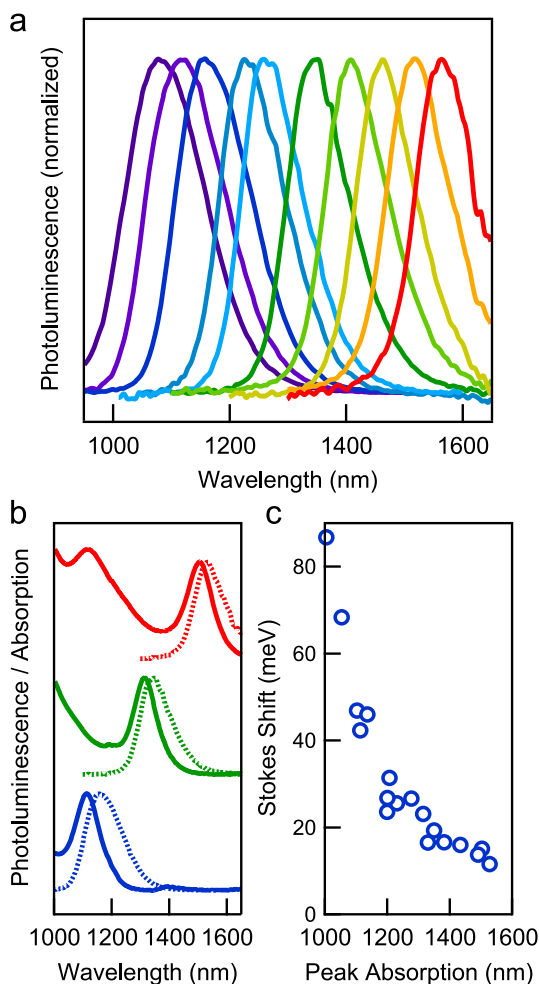 a
Photoluminescence (normalized)
1000 1200 1400 1600
Wavelength (nm)
b
Photoluminescence / Absorption
1000 1200 1400 1600
Wavelength (nm)
c
Stokes Shift (meV)
80
60
40
20
0
1000 1200 1400 1600
Peak Absorption (nm)